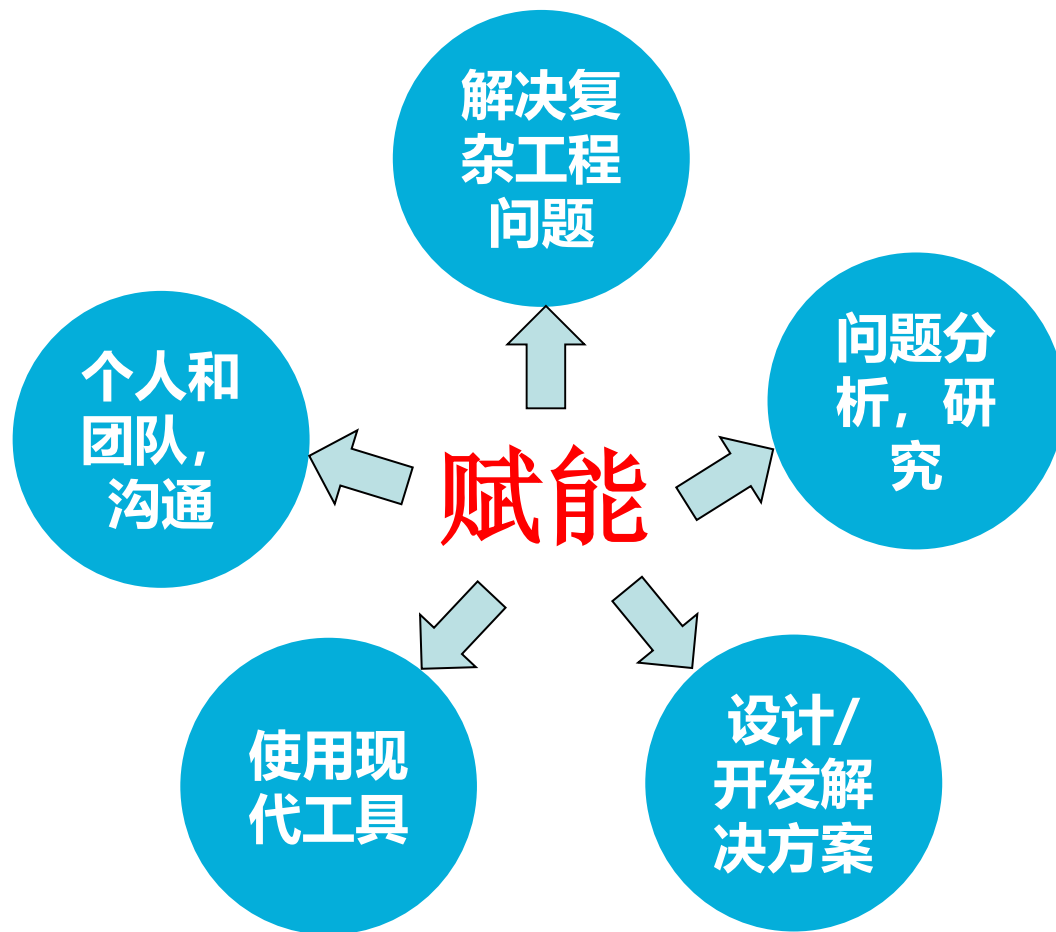 解决复
杂工程
问题
问题分
析，研
究
个人和
团队，
沟通
赋能
使用现
代工具
设计/
开发解
决方案